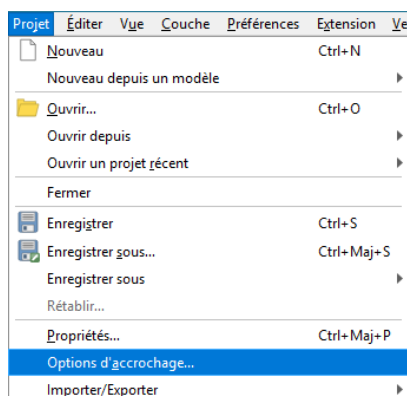 Projet Éditer Vue Couche Préférences Extension Ve
Nouveau Ctrl+N
Nouveau depuis un modèle
Ouvrir... Ctrl+O
Ouvrir depuis
Ouvrir un projet récent
Fermer
Enregistrer Ctrl+S
Enregistrer sous... Ctrl+Maj+S
Enregistrer sous
Rétablir...
Propriétés... Ctrl+Maj+P
Options d'accrochage...
Importer/Exporter